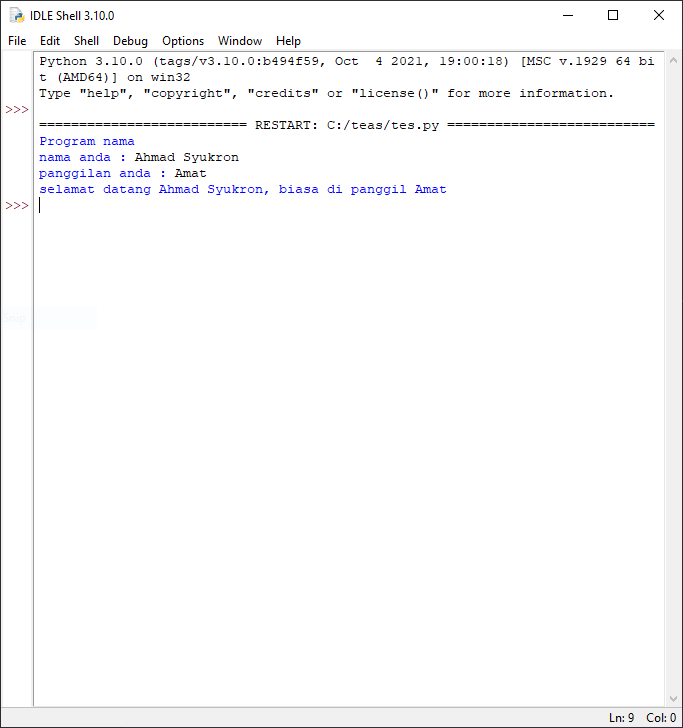 IDLE Shell 3.10.0
File Edit Shell Debug Options Window Help
Python 3.10.0 (tags/v3.10.0:b494f59, Oct  4 2021, 19:00:18) [MSC v.1929 64 bi
t (AMD64)] on win32
Type "help", "copyright", "credits" or "license()" for more information.
>>>
========================== RESTART: C:/teas/tes.py ==========================
Program nama
nama anda : Ahmad Syukron
panggilan anda : Amat
selamat datang Ahmad Syukron, biasa di panggil Amat
>>>
Ln: 9 Col: 0